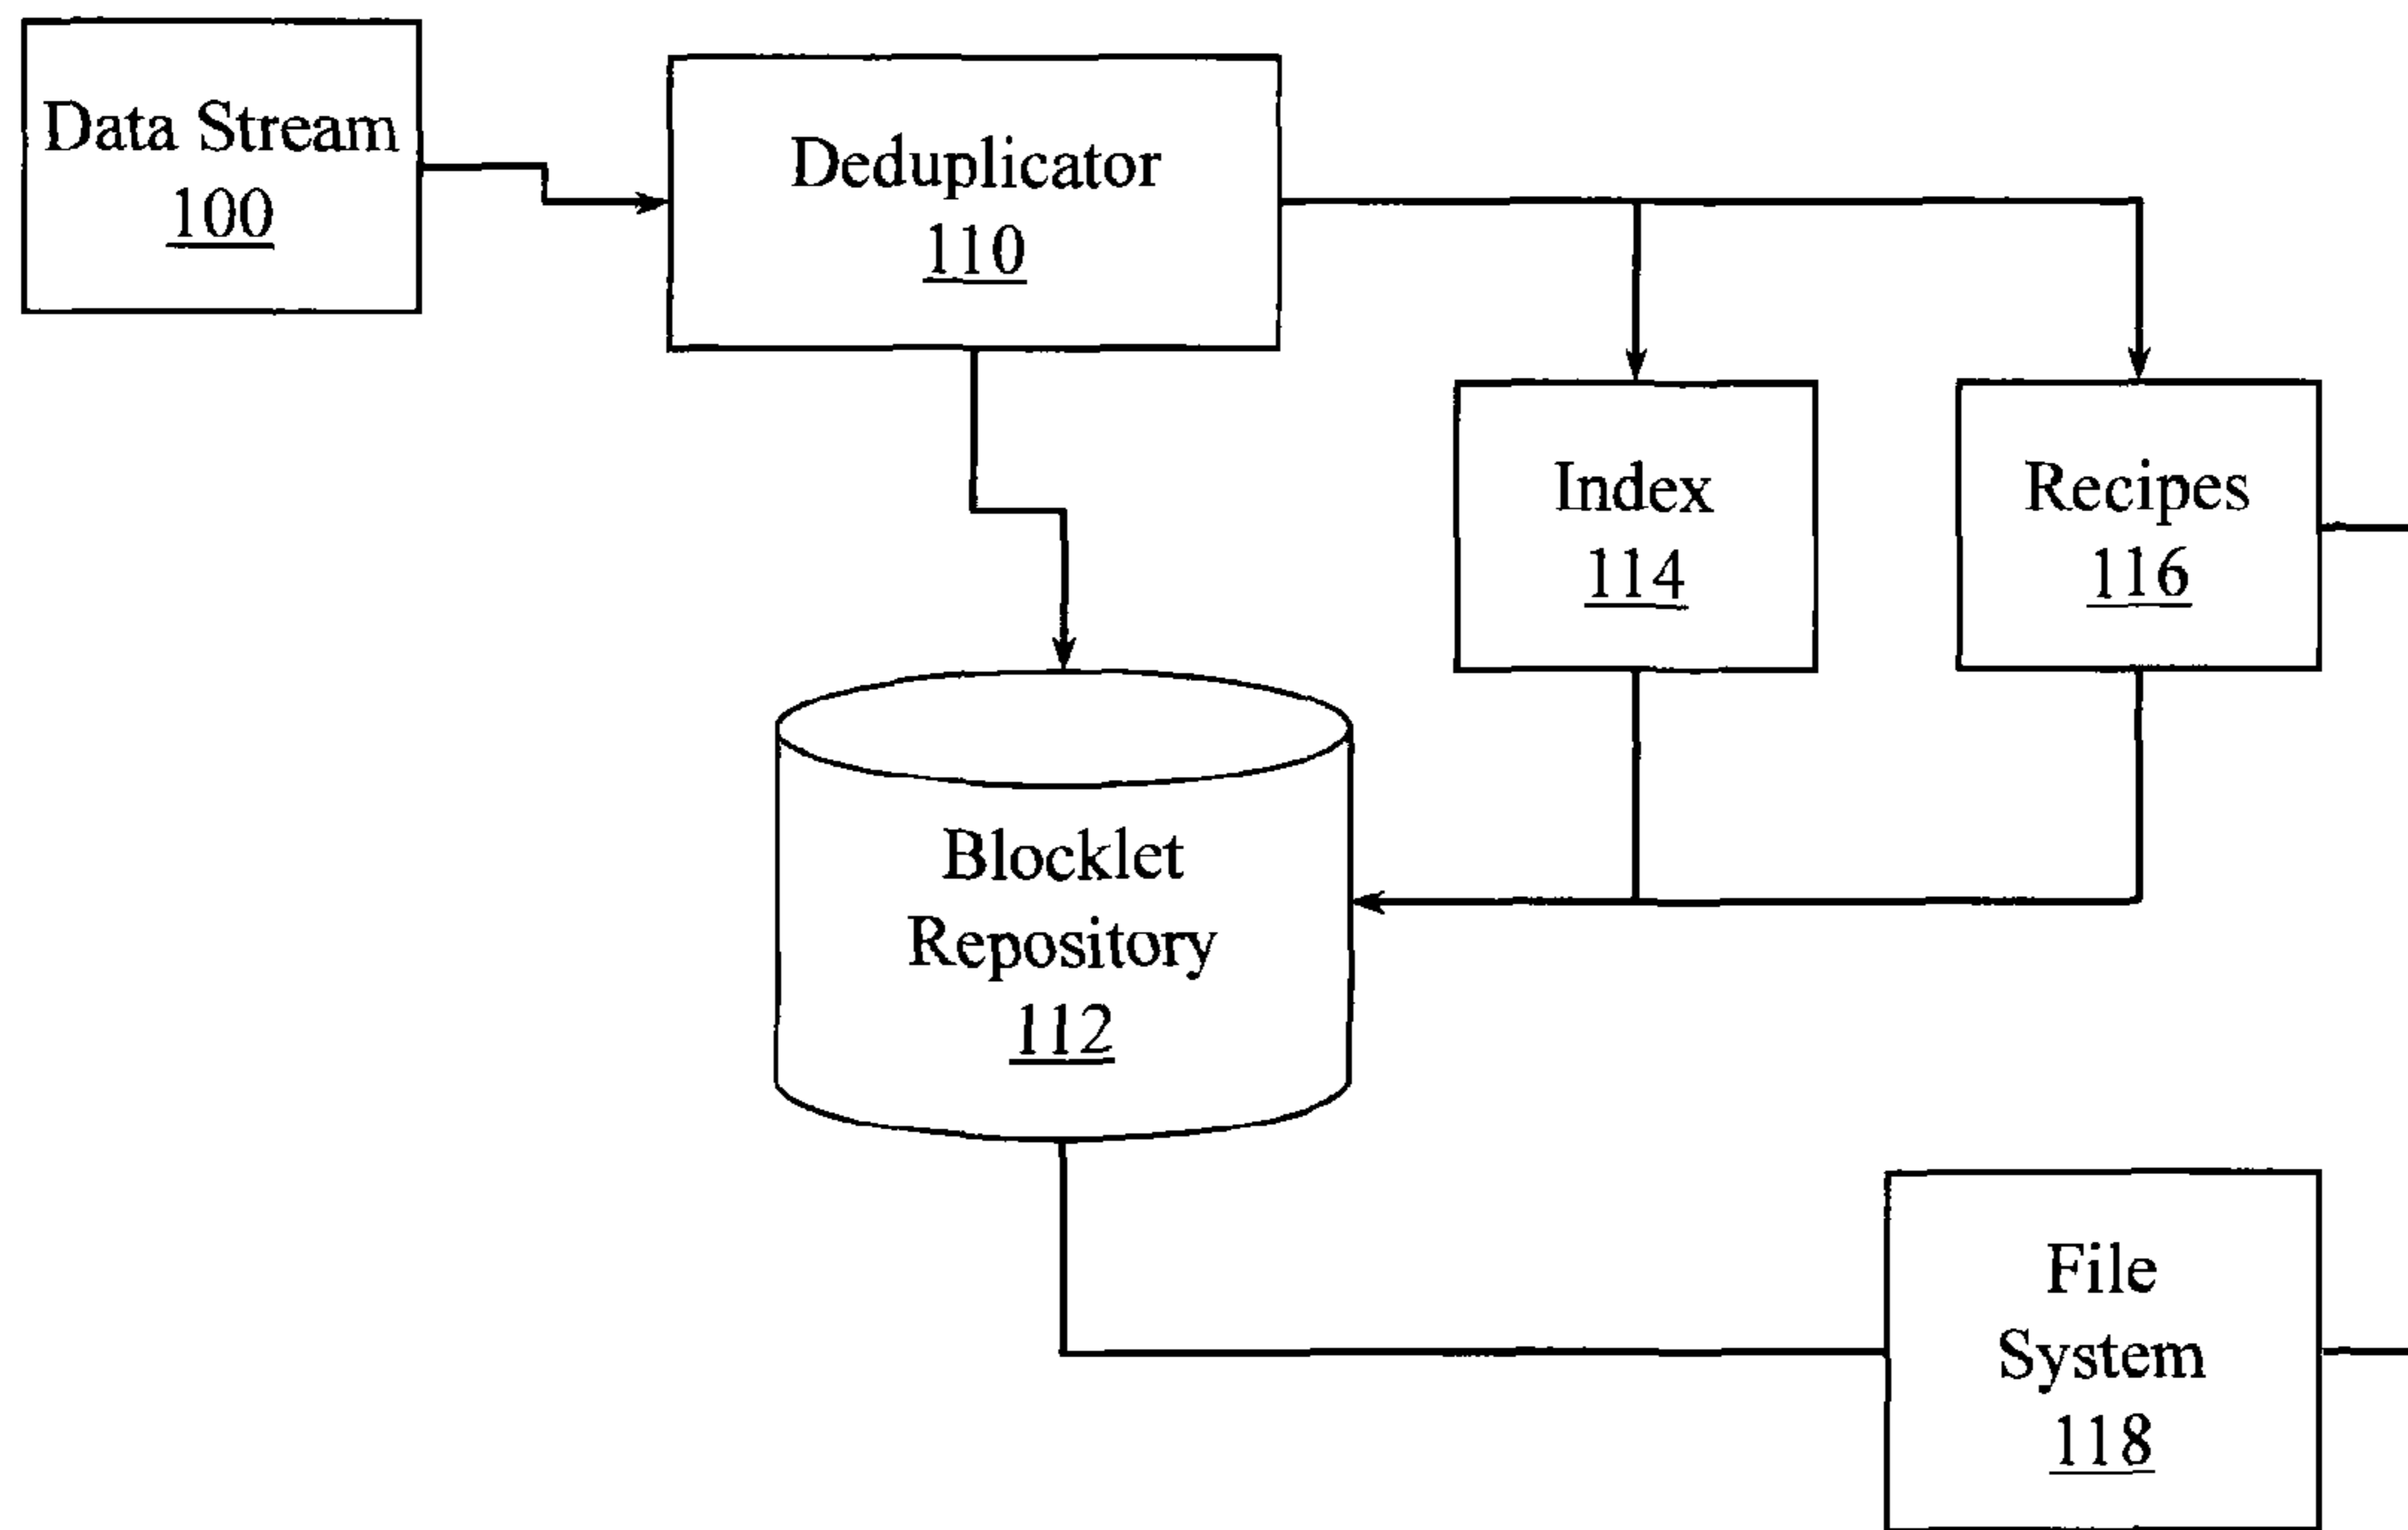 Data Stream
100
Deduplicator
110
Index
114
Recipes
116
Blocklet
Repository
112
File
System
118